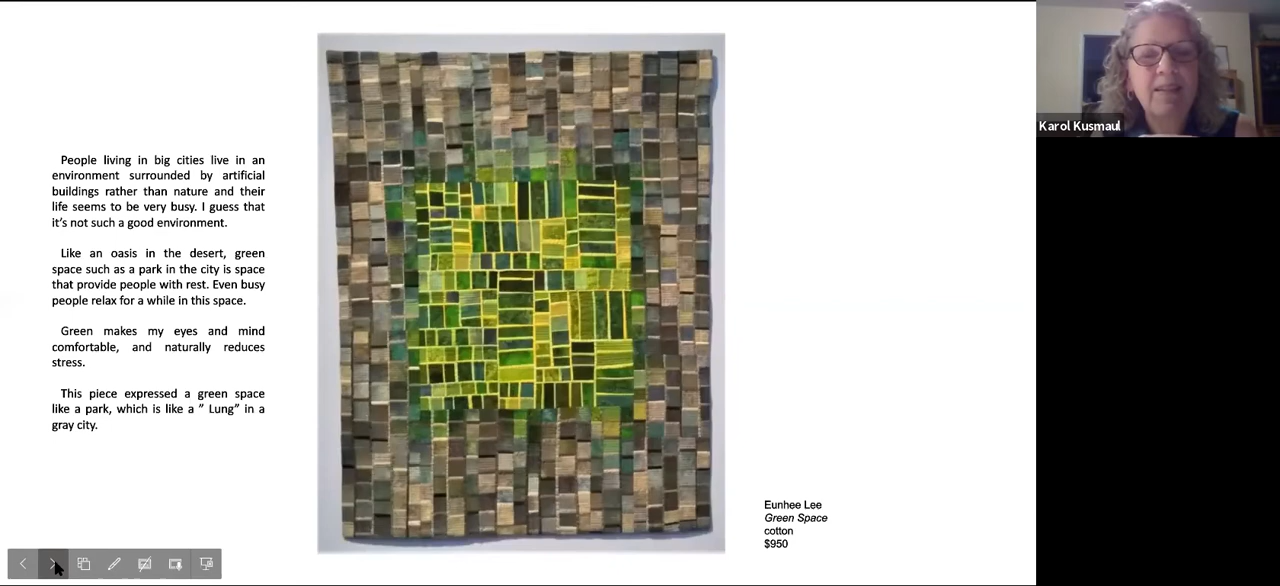 People living in big cities live in an
environment surrounded by artificial
buildings rather than nature and their
life seems to be very busy. I guess that
it's not such a good environment.
Like an oasis in the desert, green
space such as a park in the city is space
that provide people with rest. Even busy
people relax for a while in this space.
Green makes my eyes and mind
comfortable, and naturally reduces
stress.
This piece expressed a green space
like a park, which is like a ” Lung” in a
gray city.
Eunhee Lee
Green Space
cotton
$950
Karol Kusmaul